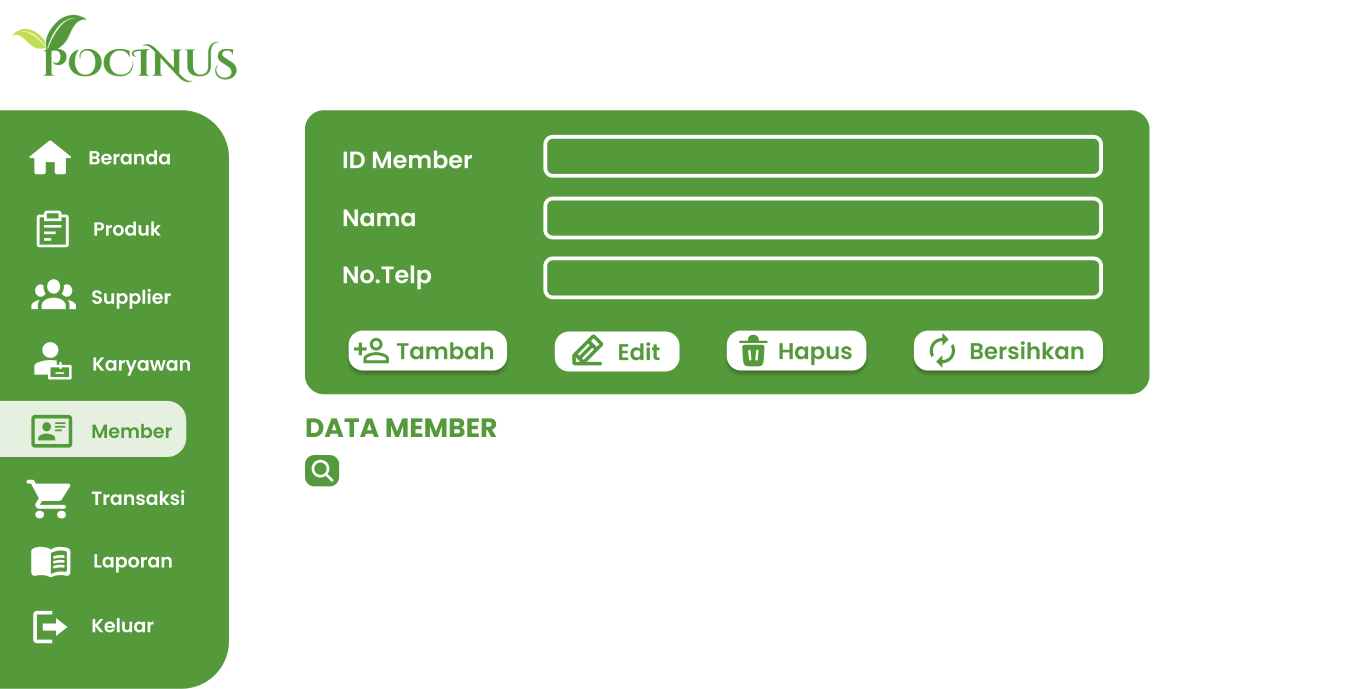 POCINUS
Beranda
Produk
Supplier
Karyawan
Member
Transaksi
Laporan
Keluar
ID Member
Nama
No.Telp
Tambah Edit Hapus Bersihkan
DATA MEMBER